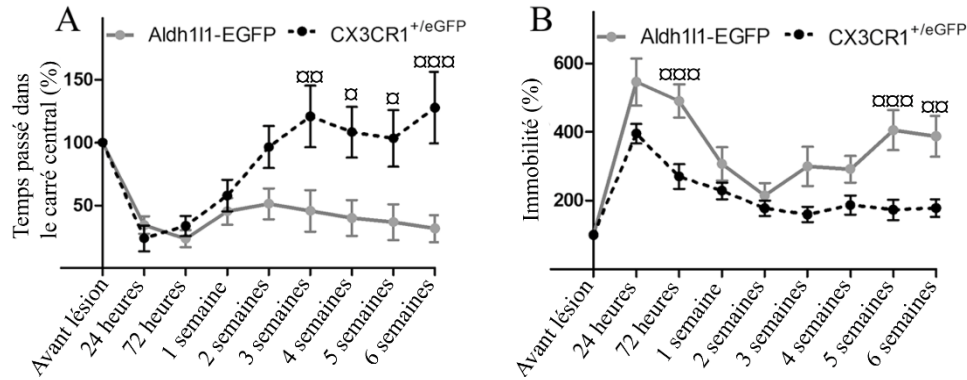 A
Aldh1l1-EGFP CX3CR1+/eGFP
Temps passé dans
le carré central (%)
150
100
50
¤¤
¤
¤
¤¤¤
Avant lésion
24 heures
72 heures
1 semaine
2 semaines
3 semaines
4 semaines
5 semaines
6 semaines
B
Aldh1l1-EGFP CX3CR1+/eGFP
Immobilité (%)
600
400
200
¤¤¤
¤¤¤
¤¤
Avant lésion
24 heures
72 heures
1 semaine
2 semaines
3 semaines
4 semaines
5 semaines
6 semaines